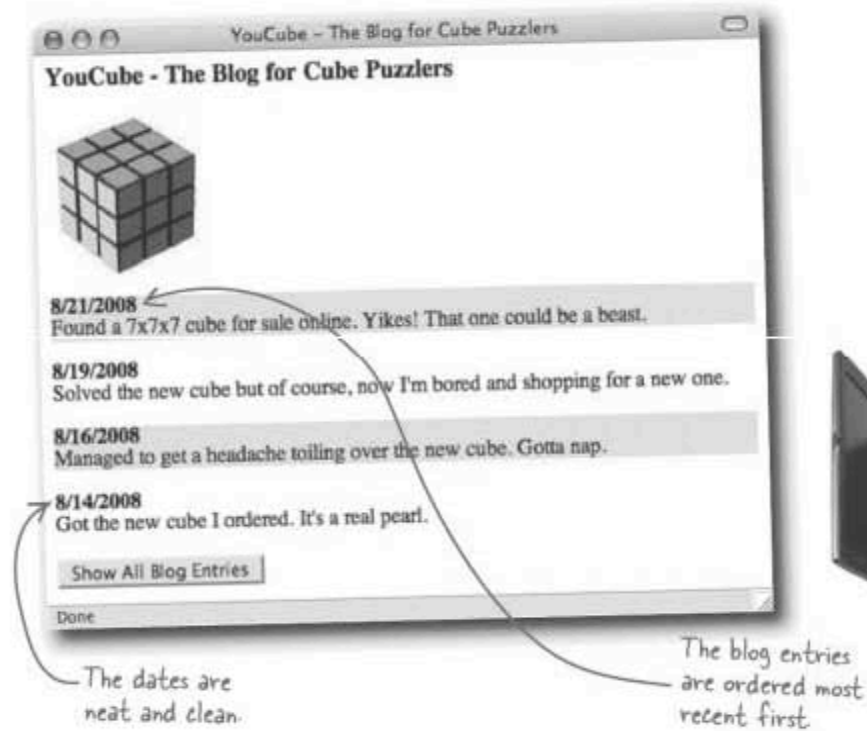 YouCube - The Blog for Cube Puzzlers
YouCube - The Blog for Cube Puzzlers
8/21/2008
Found a 7x7x7 cube for sale online. Yikes! That one could be a beast.
8/19/2008
Solved the new cube but of course, now I'm bored and shopping for a new one.
8/16/2008
Managed to get a headache toiling over the new cube. Gotta nap.
8/14/2008
Got the new cube I ordered. It's a real pearl.
Show All Blog Entries
Done
The dates are
neat and clean.
The blog entries
are ordered most
recent first.